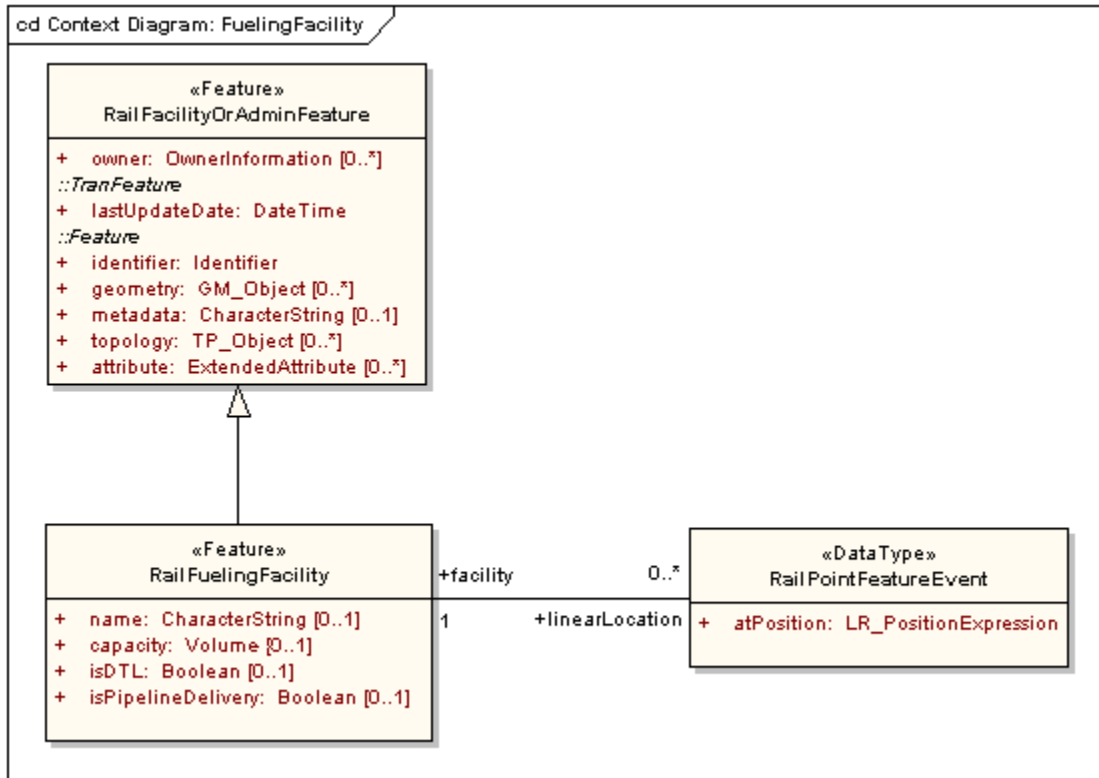 cd Context Diagram: FuelingFacility
«Feature»
RailFacilityOrAdminFeature
+ owner: OwnerInformation [0..*]
::TranFeature
+ lastUpdateDate: DateTime
::Feature
+ identifier: Identifier
+ geometry: GM_Object [0..*]
+ metadata: CharacterString [0..1]
+ topology: TP_Object [0..*]
+ attribute: ExtendedAttribute [0..*]
«Feature»
RailFuelingFacility
+ name: CharacterString [0..1]
+ capacity: Volume [0..1]
+ isDTL: Boolean [0..1]
+ isPipelineDelivery: Boolean [0..1]
+facility
0..*
1
+linearLocation
«DataType»
RailPointFeatureEvent
+ atPosition: LR_PositionExpression